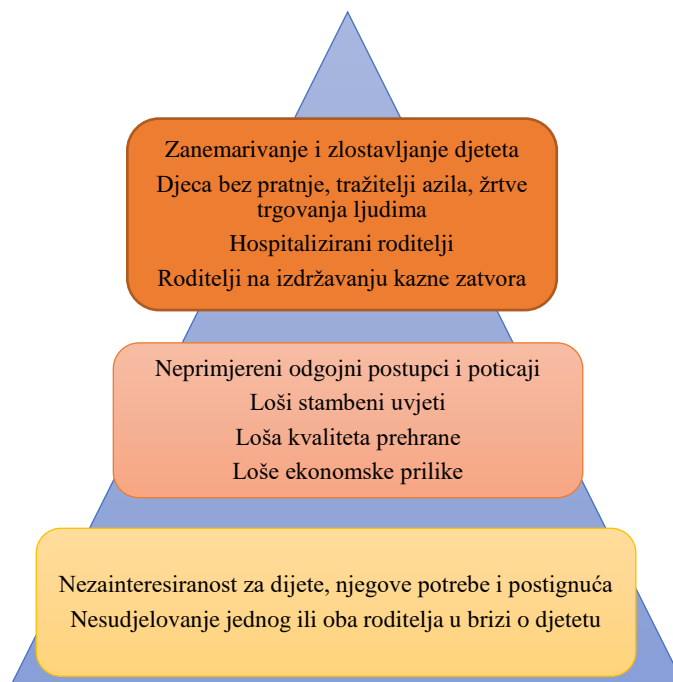 Zanemarivanje i zlostavljanje djeteta
Djeca bez pratnje, tražitelji azila, žrtve
trgovanja ljudima
Hospitalizirani roditelji
Roditelji na izdržavanju kazne zatvora
Neprimjereni odgojni postupci i poticaji
Loši stambeni uvjeti
Loša kvaliteta prehrane
Loše ekonomske prilike
Nezainteresiranost za dijete, njegove potrebe i postignuća
Nesudjelovanje jednog ili oba roditelja u brizi o djetetu